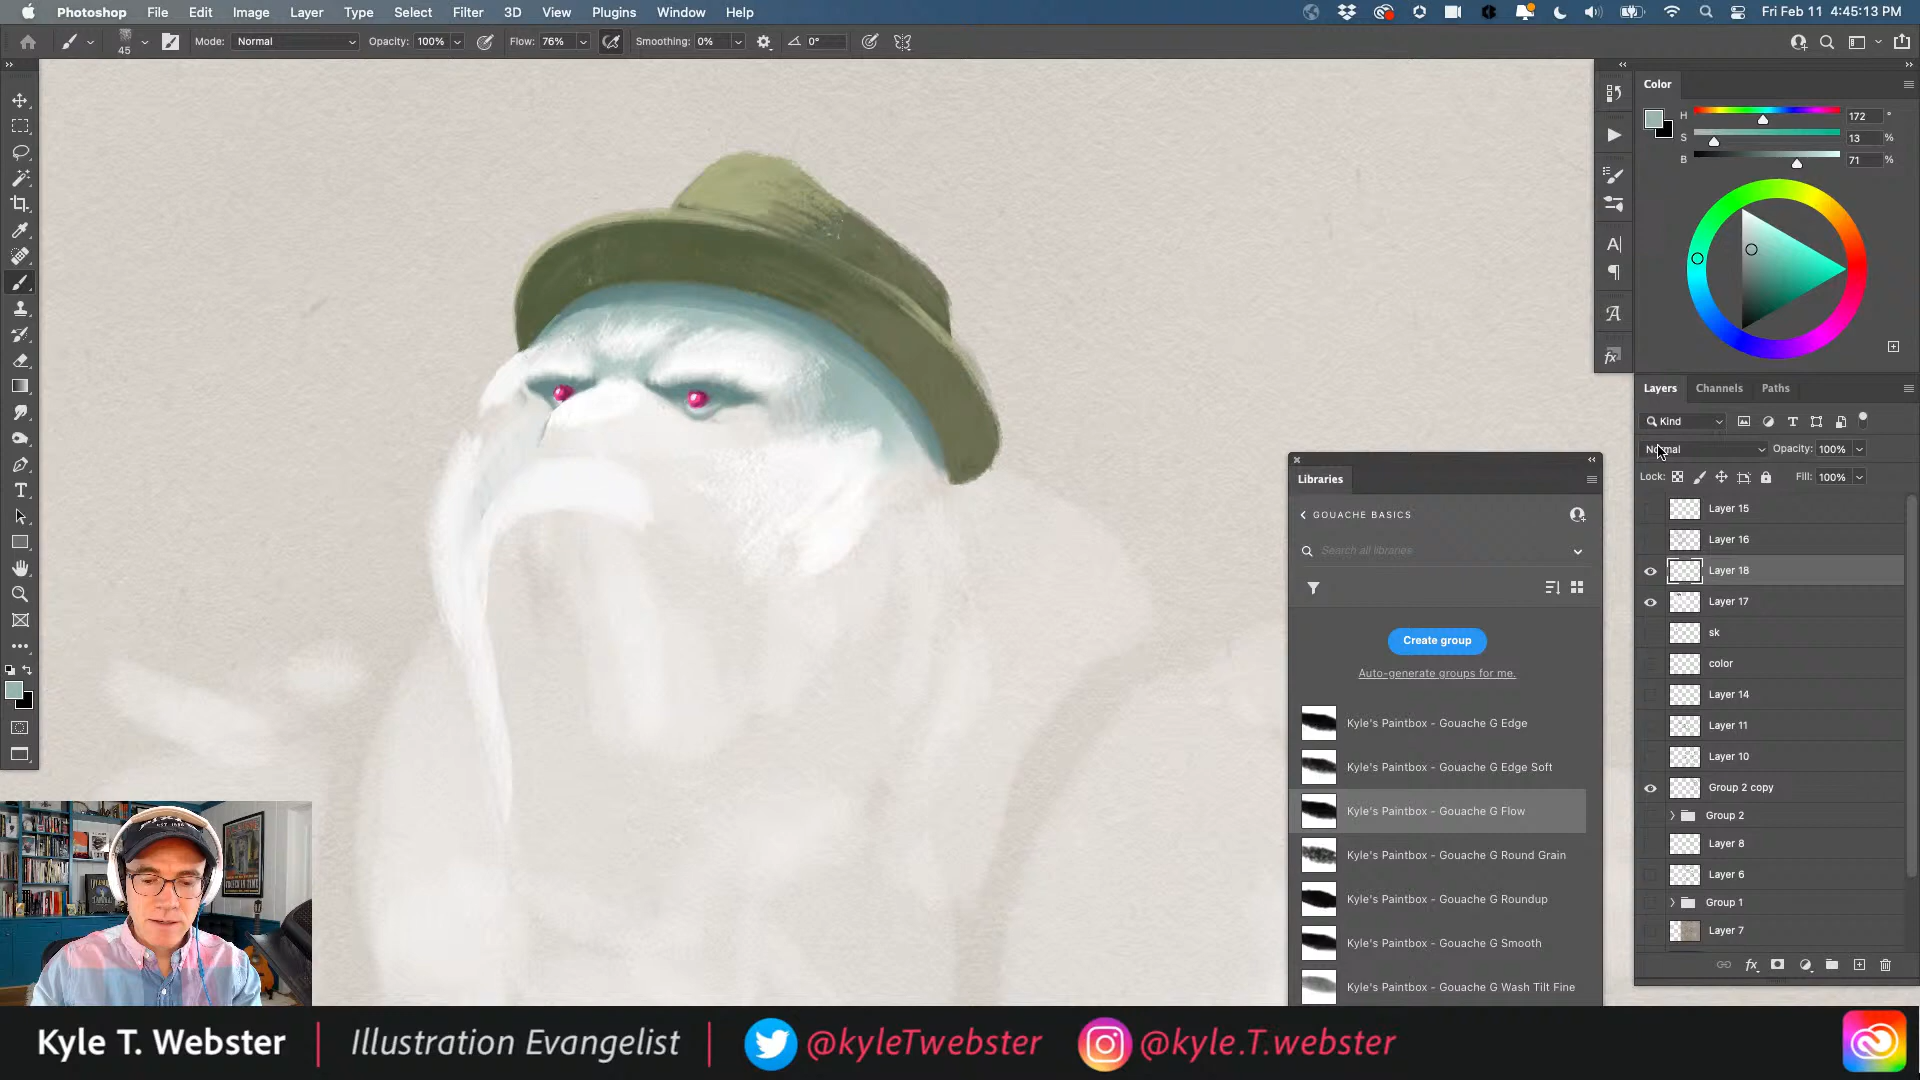 Photoshop File Edit Image Layer Type Select Filter 3D View Plugins Window Help Fri Feb 11 4:45:13 PM
45 Mode: Normal Opacity: 100% Flow: 76% Smoothing: 0% 0°
Color
H 172 °
S 13 %
B 71 %
Layers Channels Paths
Kind
Normal Opacity: 100%
Lock: Fill: 100%
Layer 15
Layer 16
Layer 18
Layer 17
sk
color
Layer 14
Layer 11
Layer 10
Group 2 copy
Group 2
Layer 8
Layer 6
Group 1
Layer 7
Libraries
GOUACHE BASICS
Search all libraries
Create group
Auto-generate groups for me.
Kyle's Paintbox - Gouache G Edge
Kyle's Paintbox - Gouache G Edge Soft
Kyle's Paintbox - Gouache G Flow
Kyle's Paintbox - Gouache G Round Grain
Kyle's Paintbox - Gouache G Roundup
Kyle's Paintbox - Gouache G Smooth
Kyle's Paintbox - Gouache G Wash Tilt Fine
Kyle T. Webster | Illustration Evangelist | @kyleTwebster @kyle.T.webster